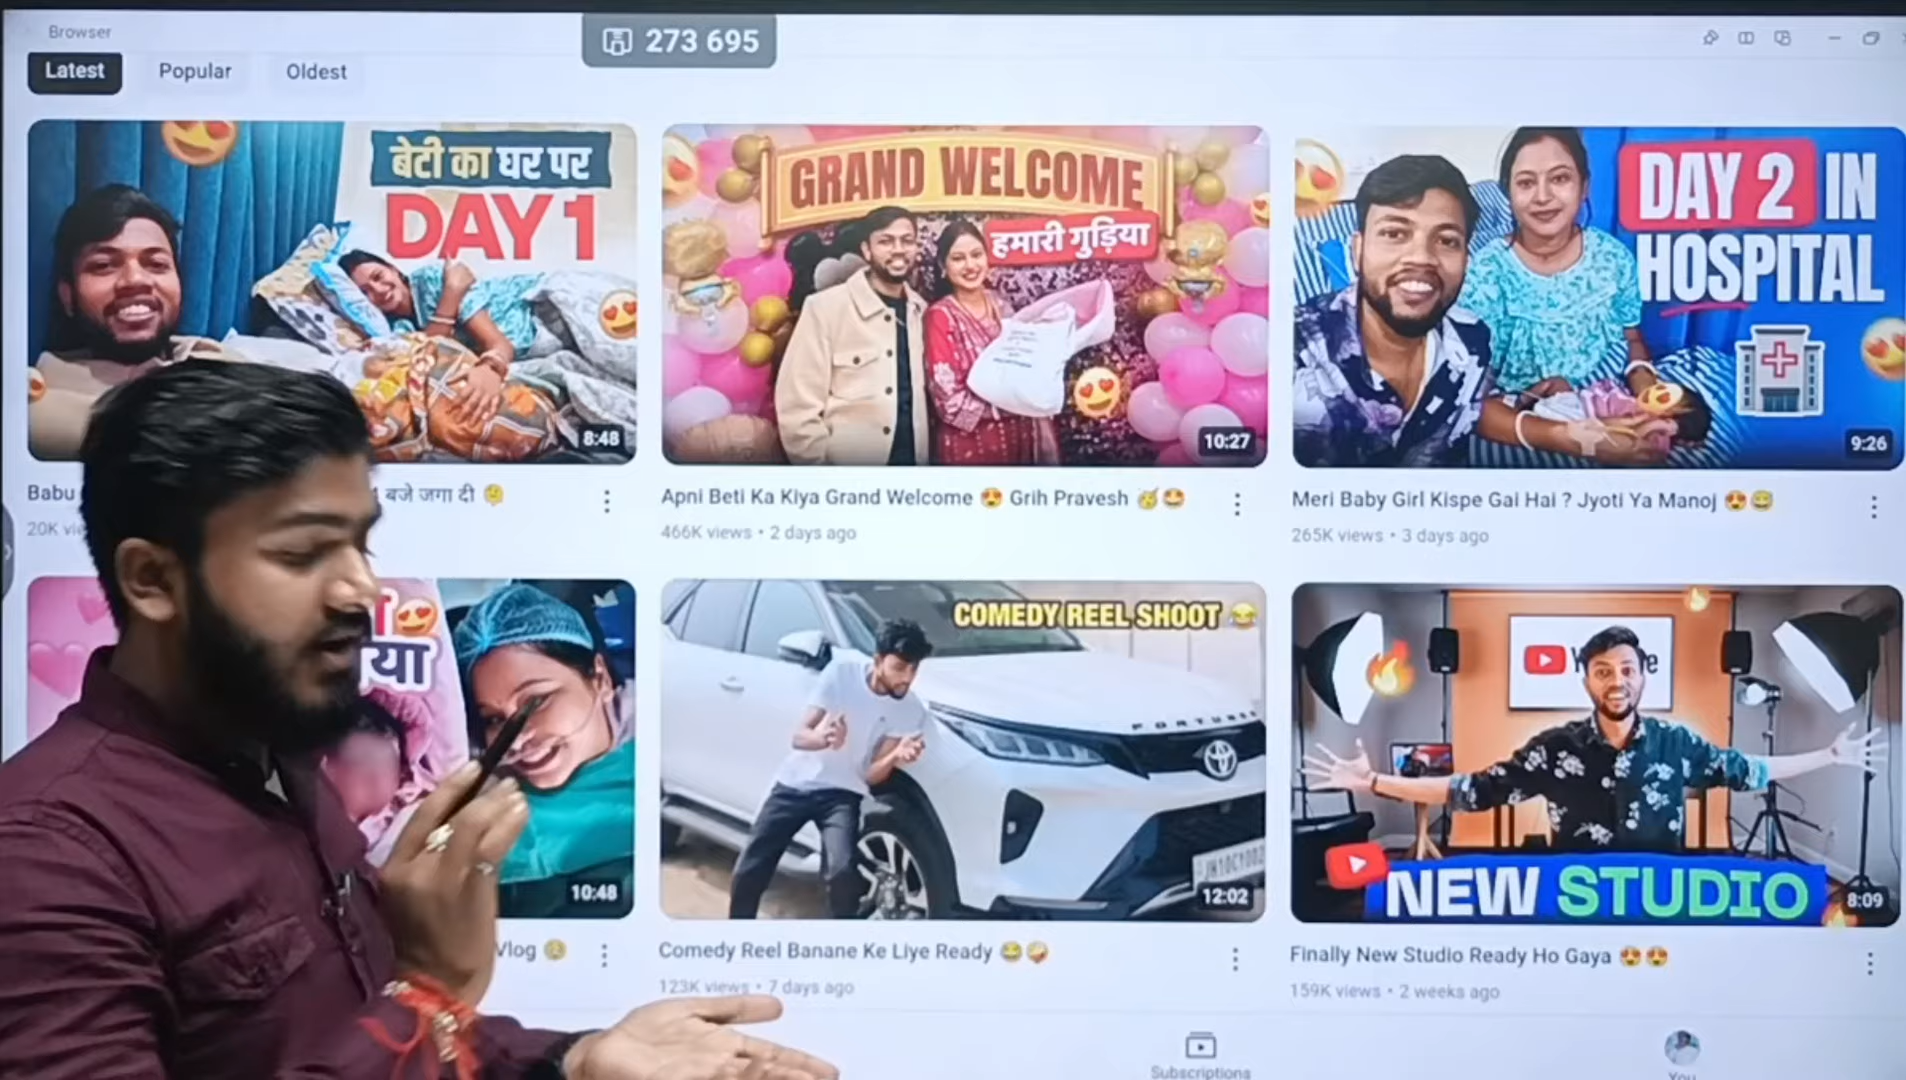 Browser
273 695
Latest
Popular
Oldest
बेटी का घर पर
DAY 1
8:48
GRAND WELCOME
हमारी गुड़िया
10:27
DAY 2 IN
HOSPITAL
9:26
Babu
बजे जगा दी 🫠
20K
Apni Beti Ka Kiya Grand Welcome 😍 Grih Pravesh 🥳🤩
466K views • 2 days ago
Meri Baby Girl Kispe Gai Hai ? Jyoti Ya Manoj 😍😅
265K views • 3 days ago
10:48
COMEDY REEL SHOOT 😂
FORTUNER
12:02
NEW STUDIO
8:09
Vlog
Comedy Reel Banane Ke Liye Ready 😂🤪
123K views • 7 days ago
Finally New Studio Ready Ho Gaya 😍😍
159K views • 2 weeks ago
Subscriptions
You